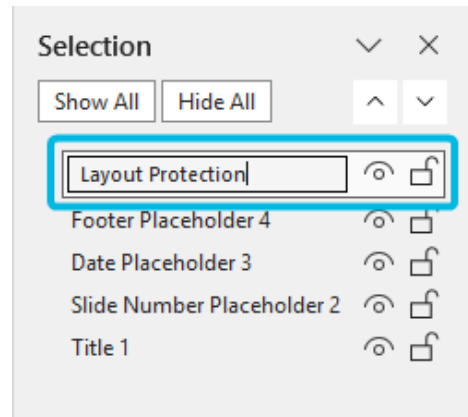 Selection
Show All Hide All
Layout Protection
Footer Placeholder 4
Date Placeholder 3
Slide Number Placeholder 2
Title 1